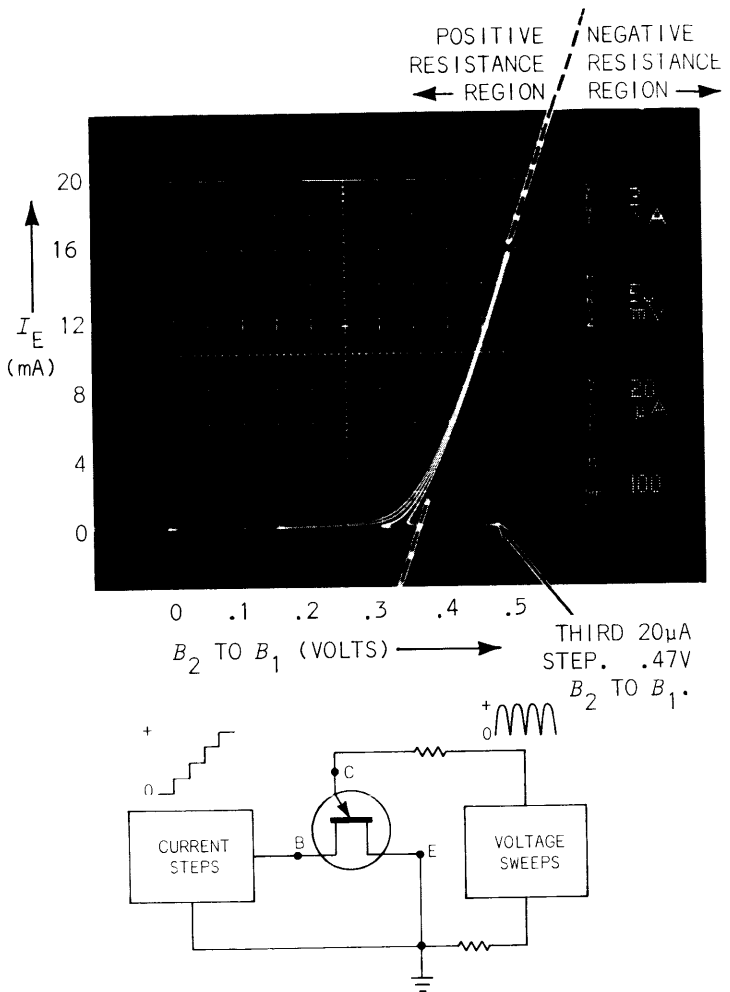 POSITIVE
RESISTANCE
REGION
NEGATIVE
RESISTANCE
REGION
20
16
12
8
4
0
I_E
(mA)
20
100
0 .1 .2 .3 .4 .5
B₂ TO B₁ (VOLTS)
THIRD 20µA
STEP. .47V
B₂ TO B₁.
+
0
+
0
C
B
E
CURRENT
STEPS
VOLTAGE
SWEEPS